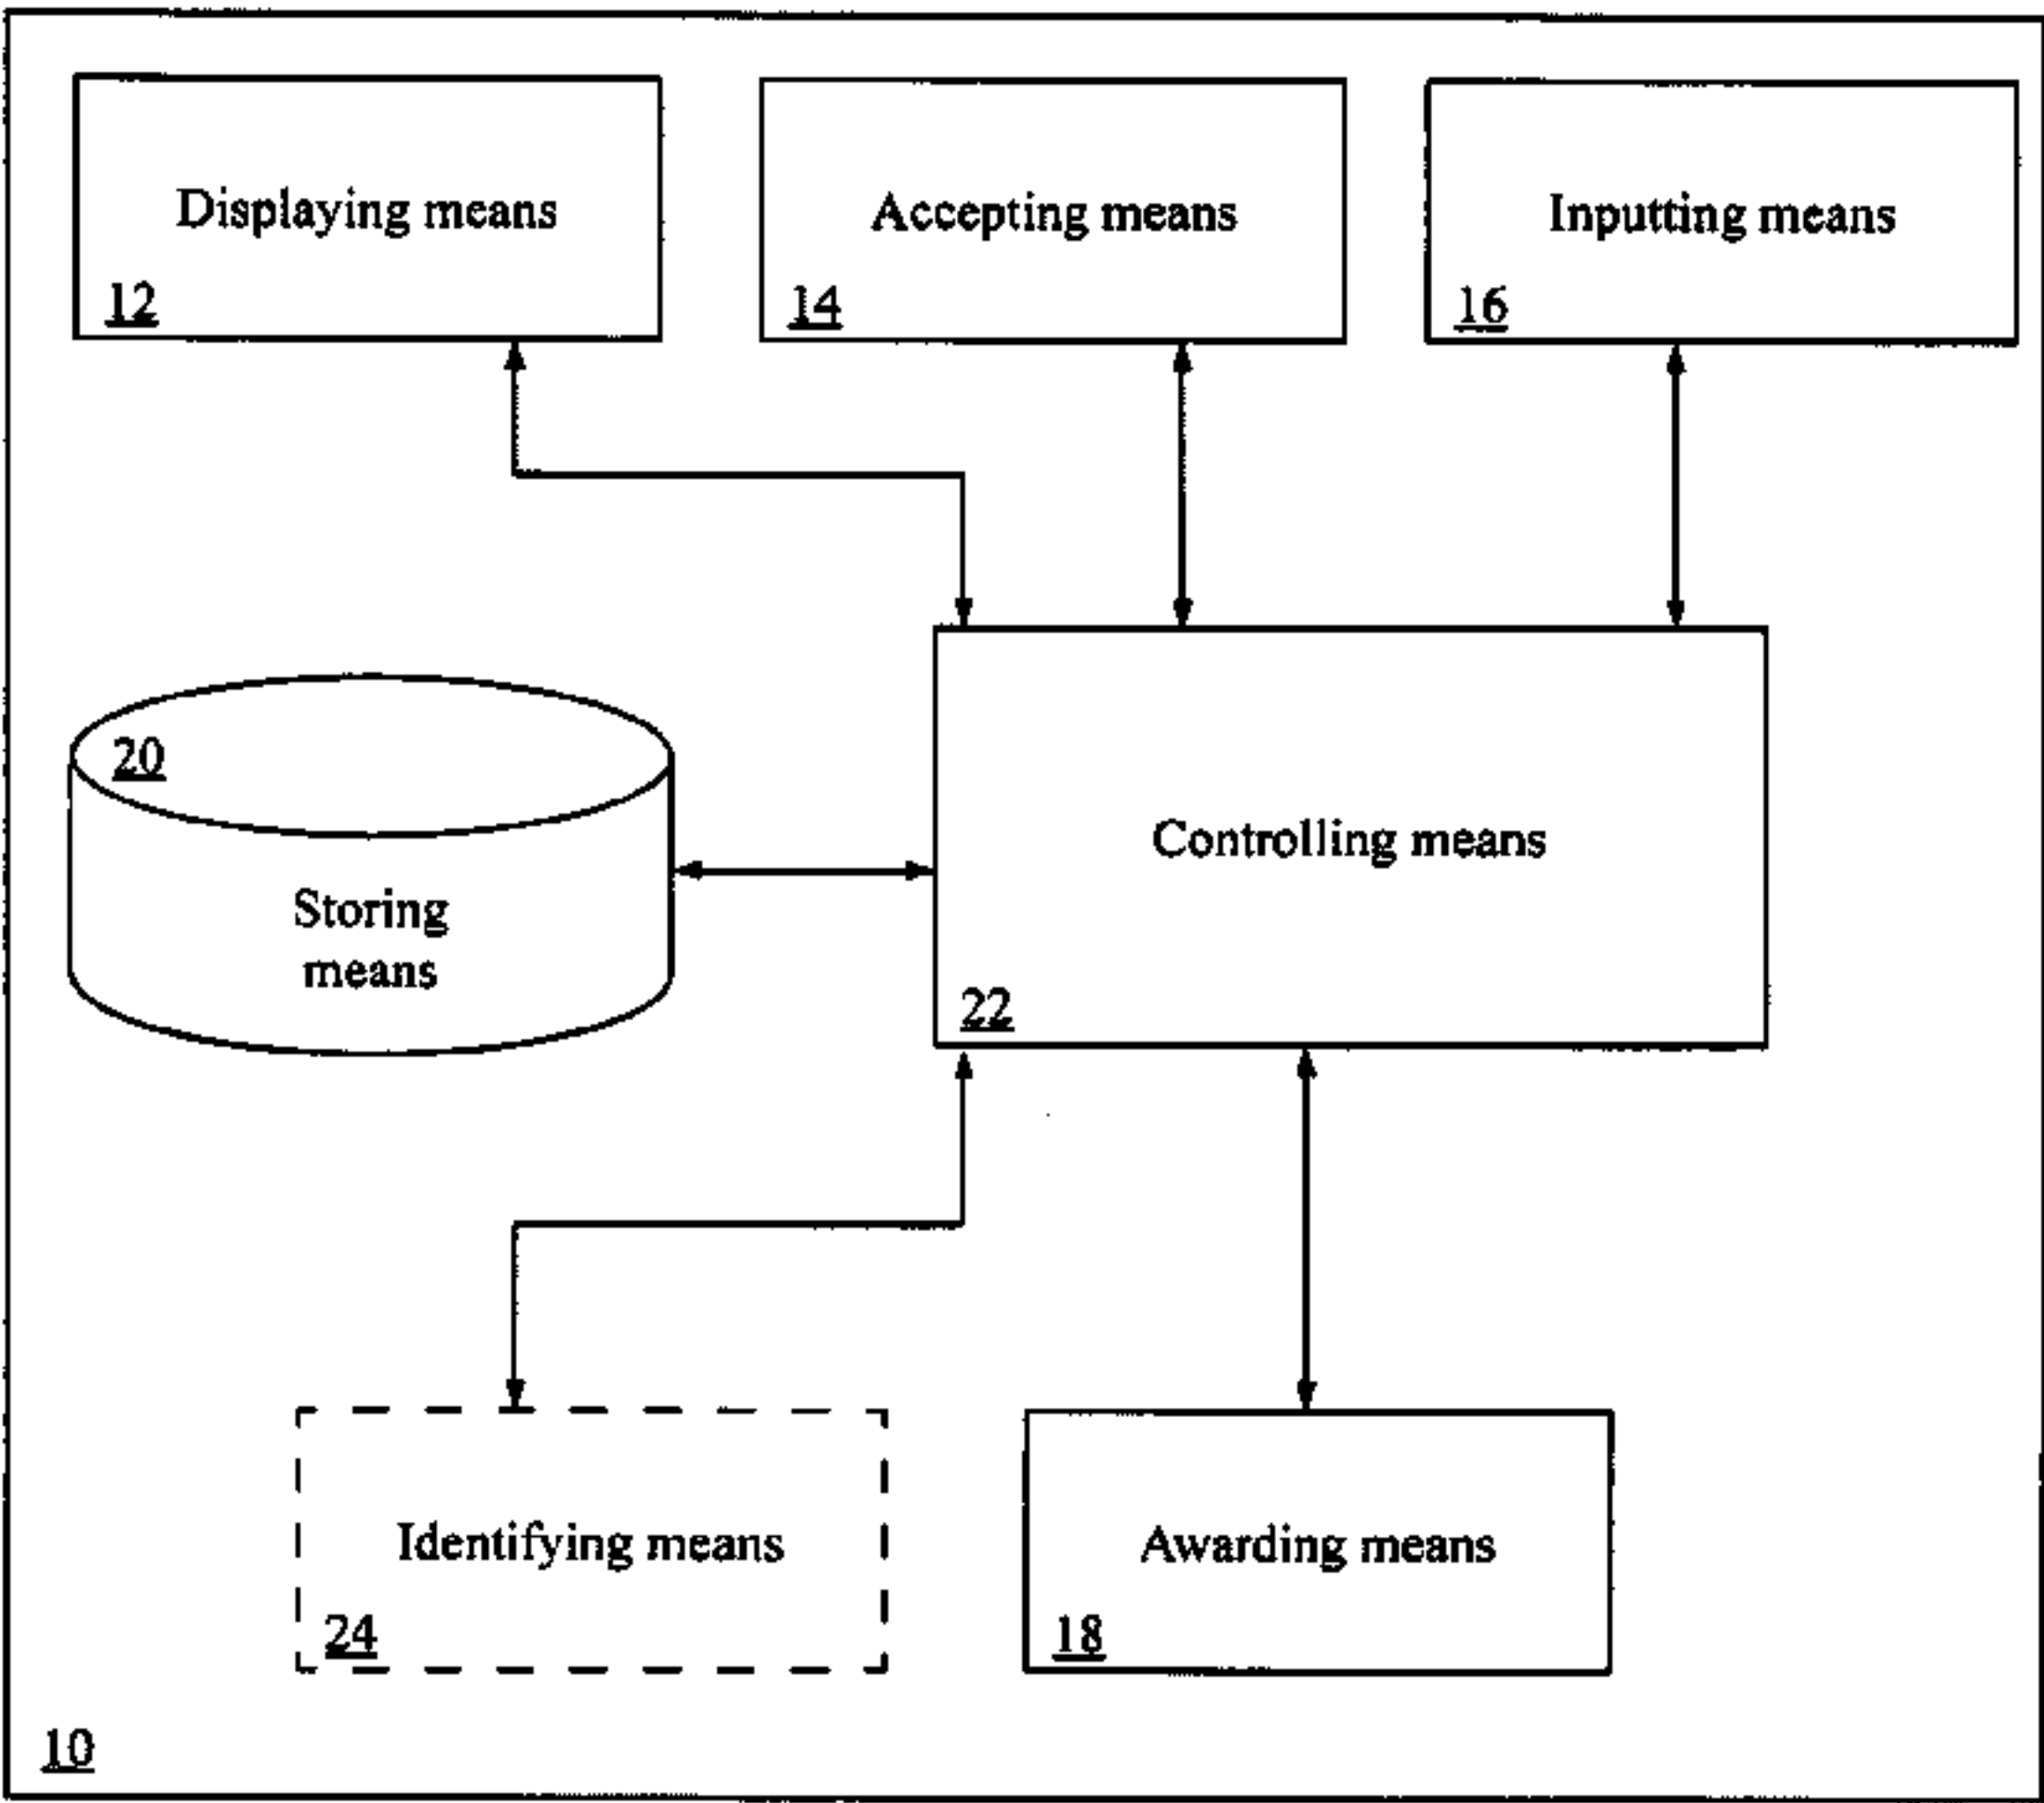 Displaying means
12
Accepting means
14
Inputting means
16
20
Storing
means
Controlling means
22
Identifying means
24
Awarding means
18
10